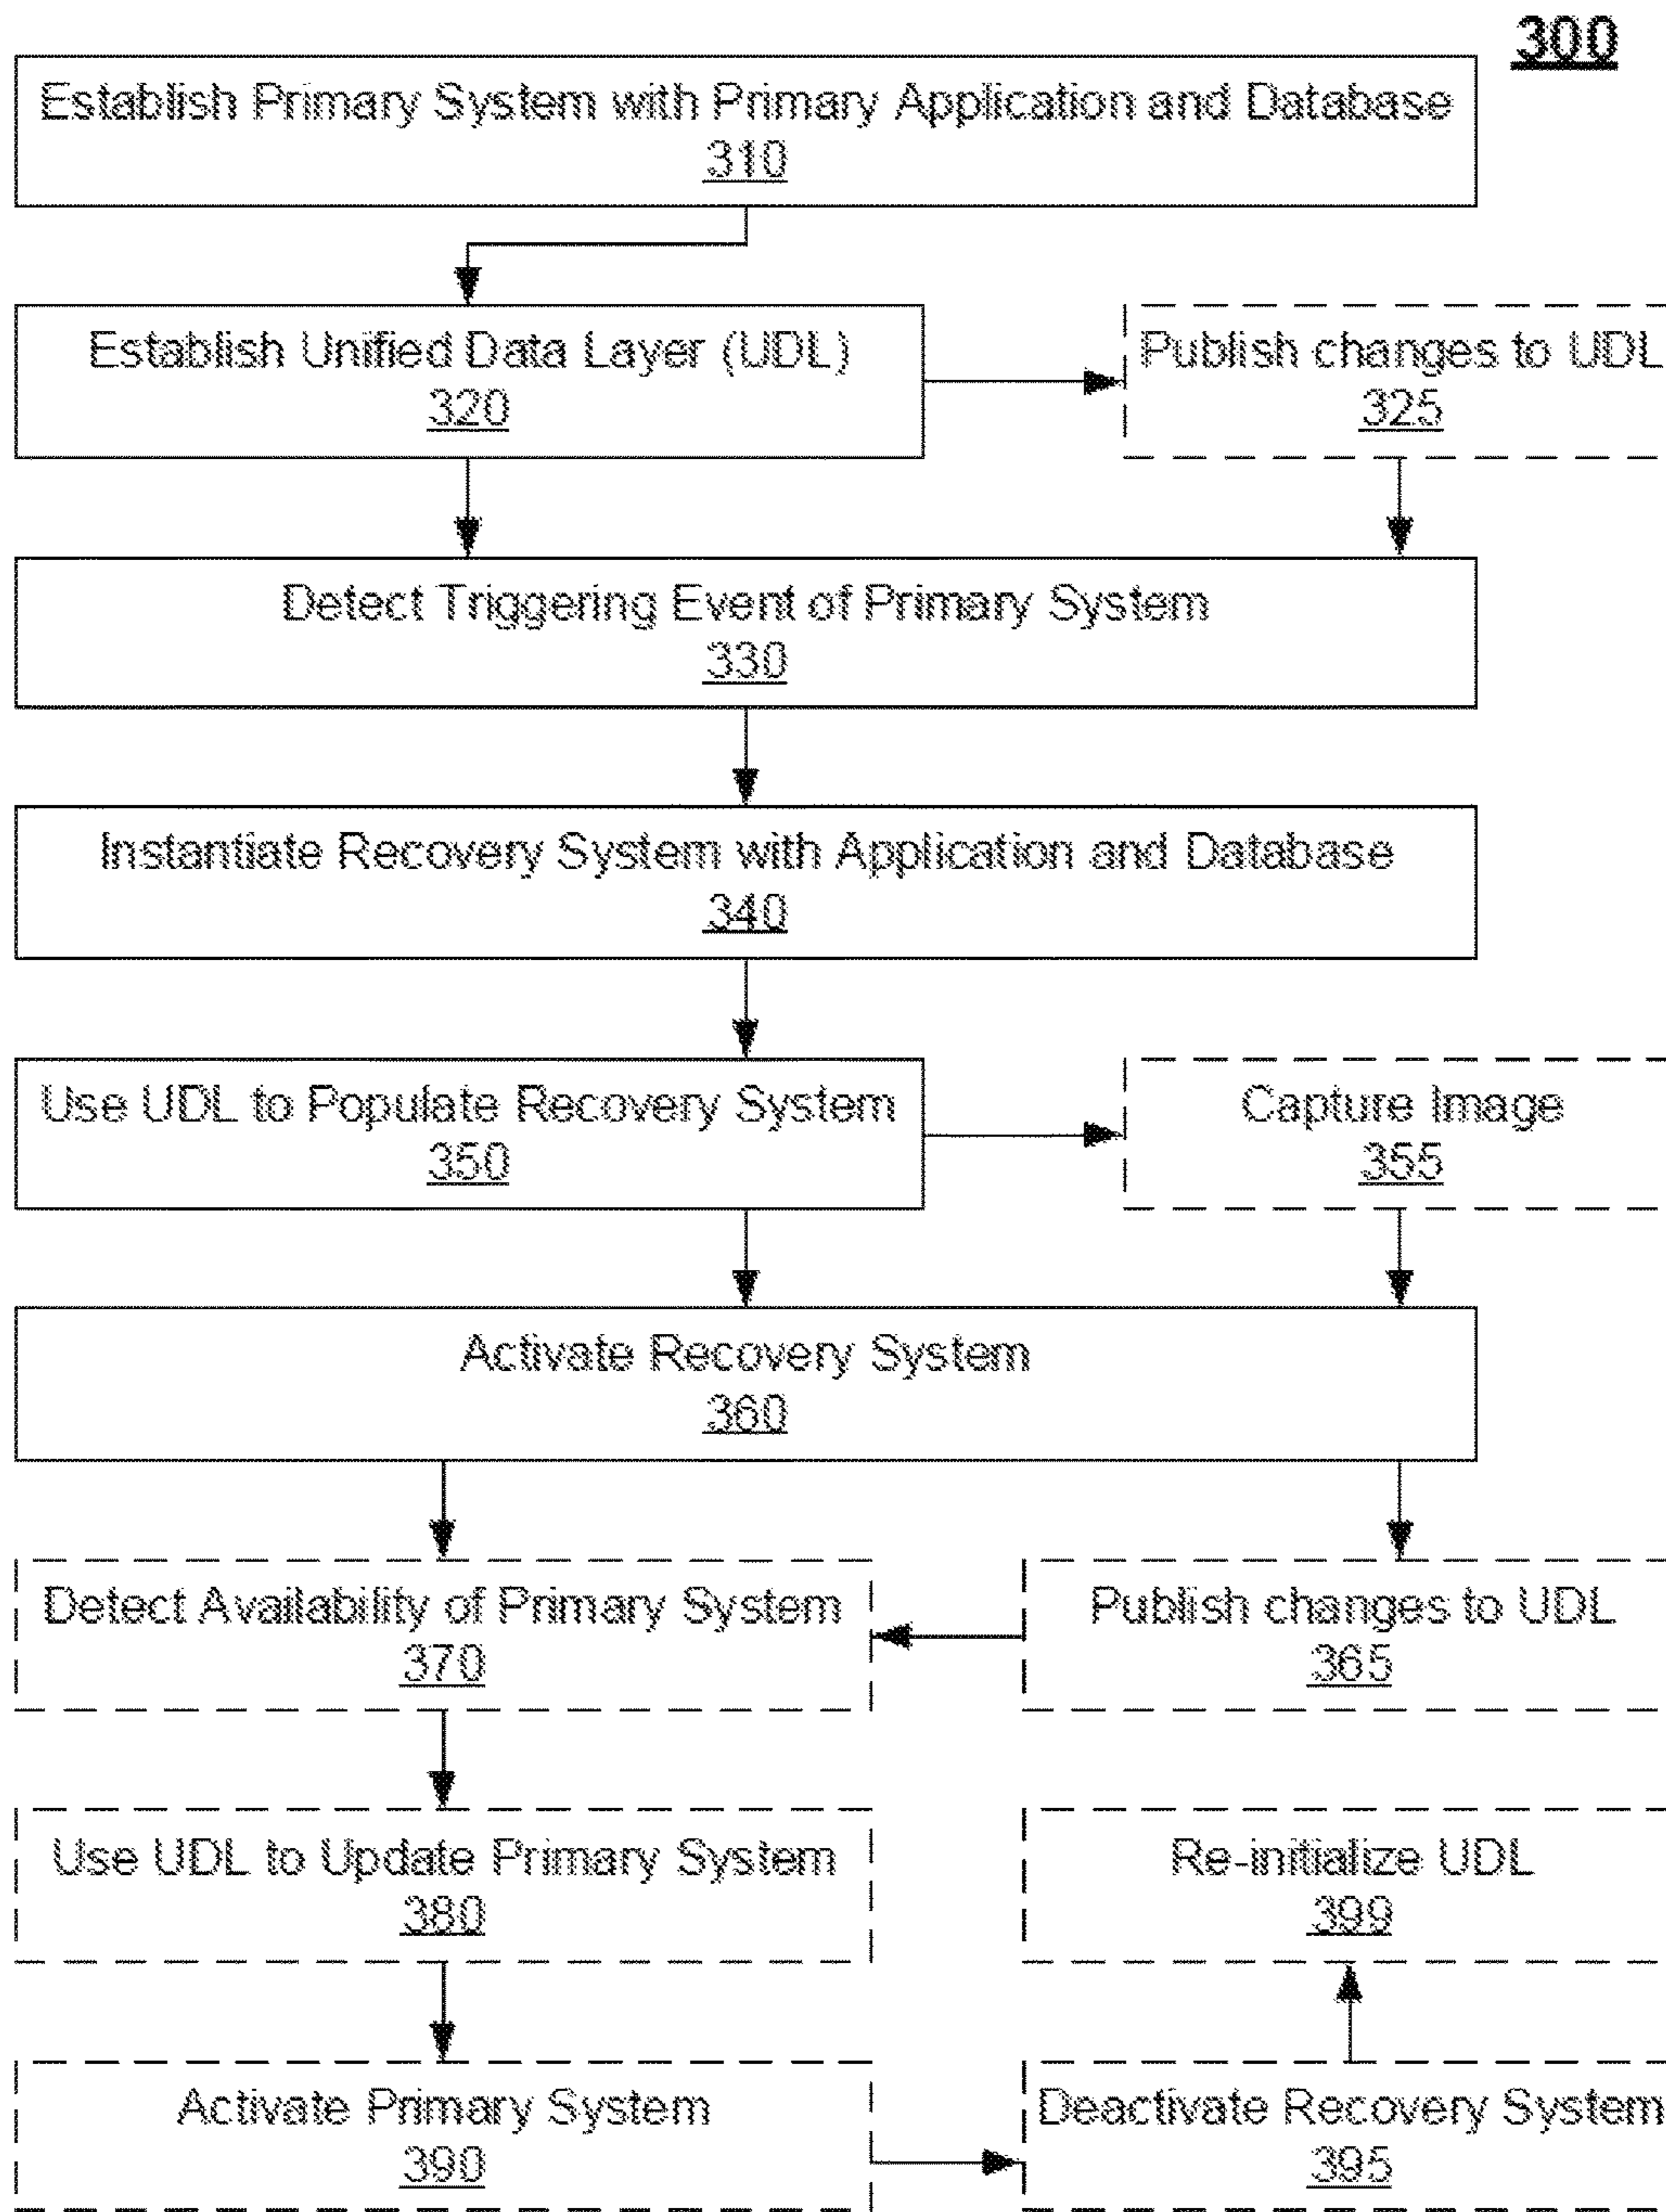 300
Establish Primary System with Primary Application and Database
310
Establish Unified Data Layer (UDL)
320
Publish changes to UDL
325
Detect Triggering Event of Primary System
330
Instantiate Recovery System with Application and Database
340
Use UDL to Populate Recovery System
350
Capture Image
355
Activate Recovery System
360
Detect Availability of Primary System
370
Publish changes to UDL
365
Use UDL to Update Primary System
380
Re-initialize UDL
399
Activate Primary System
390
Deactivate Recovery System
395